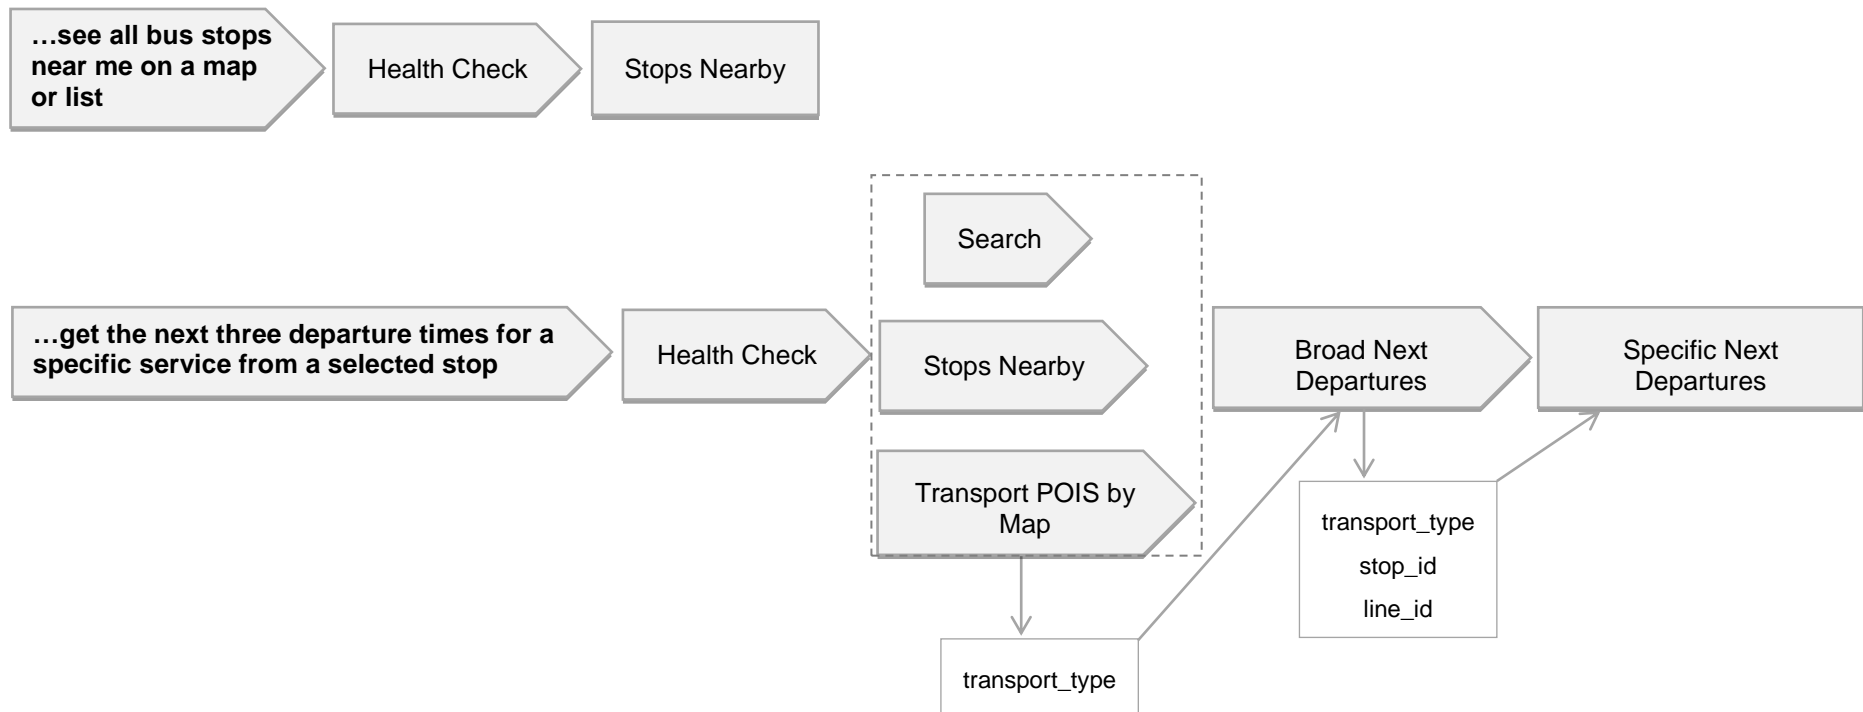 …see all bus stops
near me on a map
or list
Health Check
Stops Nearby
Search
…get the next three departure times for a
specific service from a selected stop
Health Check
Stops Nearby
Broad Next
Departures
Specific Next
Departures
Transport POIS by
Map
transport_type
stop_id
line_id
transport_type